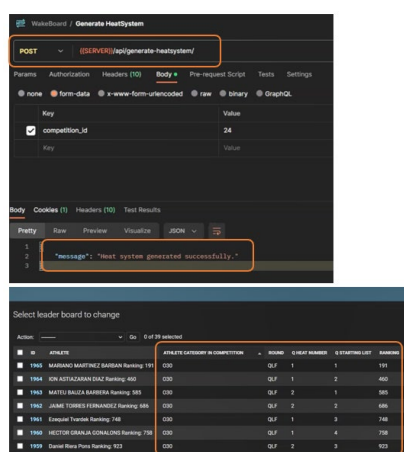 WakeBoard / Generate HeatSystem
POST {{SERVER}}/api/generate-heatsystem/
Params Authorization Headers (10) Body Pre-request Script Tests Settings
none form-data x-www-form-urlencoded raw binary GraphQL
Key Value
competition_id 24
Key Value
Body Cookies (1) Headers (10) Test Results
Pretty Raw Preview Visualize JSON
1
2 "message": "Heat system generated successfully."
3
Select leader board to change
Action: Go 0 of 39 selected
ID ATHLETE ATHLETE CATEGORY IN COMPETITION ROUND Q HEAT NUMBER Q STARTING LIST RANKING
1965 MARIANO MARTINEZ BARBAN Ranking: 191 O30 QLF 1 1 191
1964 ION ASTIAZARAN DIAZ Ranking: 460 O30 QLF 1 2 460
1963 MATEU BAUZA BARBERA Ranking: 585 O30 QLF 2 1 585
1962 JAIME TORRES FERNANDEZ Ranking: 686 O30 QLF 2 2 686
1961 Ezequiel Tvardek Ranking: 748 O30 QLF 1 3 748
1960 HECTOR GRANJA GONALONS Ranking: 758 O30 QLF 1 4 758
1959 Daniel Riera Pons Ranking: 923 O30 QLF 2 3 923